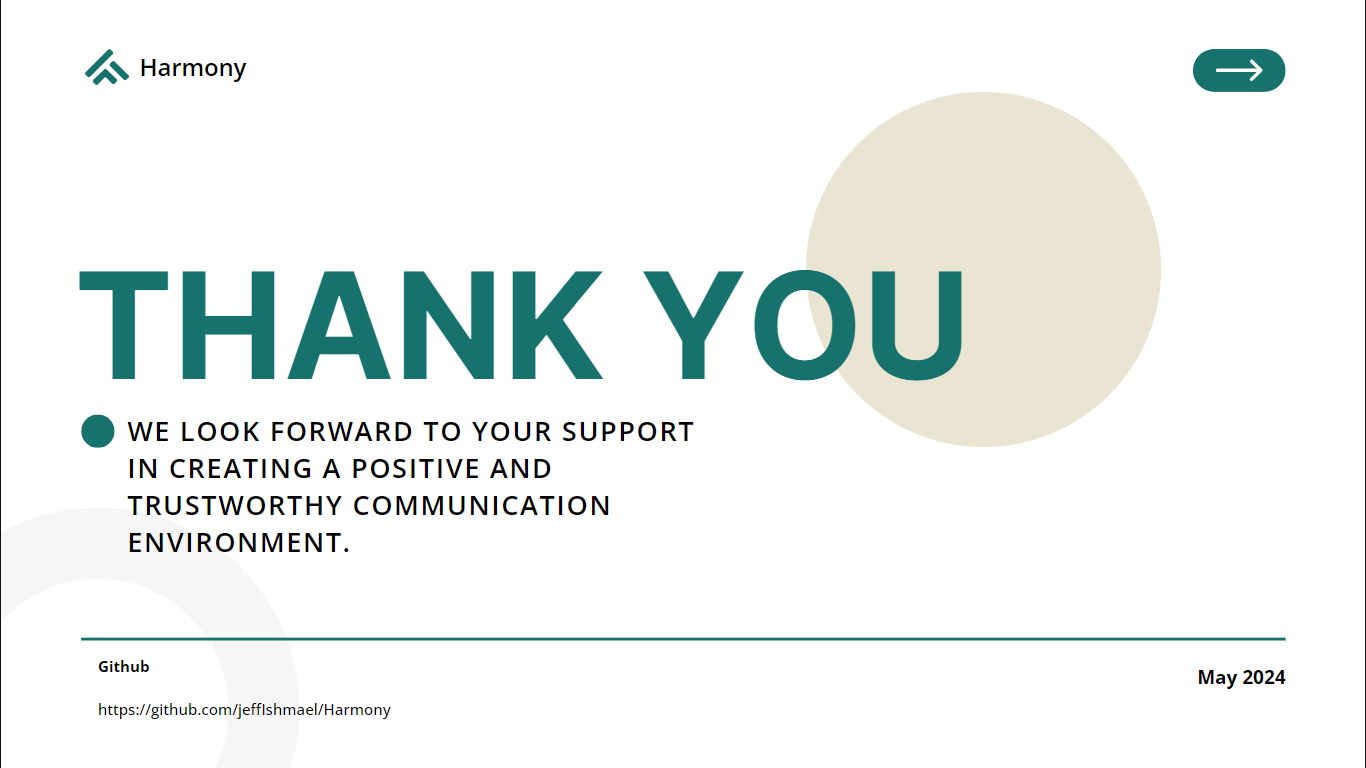 Harmony
THANK YOU
WE LOOK FORWARD TO YOUR SUPPORT
IN CREATING A POSITIVE AND
TRUSTWORTHY COMMUNICATION
ENVIRONMENT.
Github
May 2024
https://github.com/jeffIshmael/Harmony